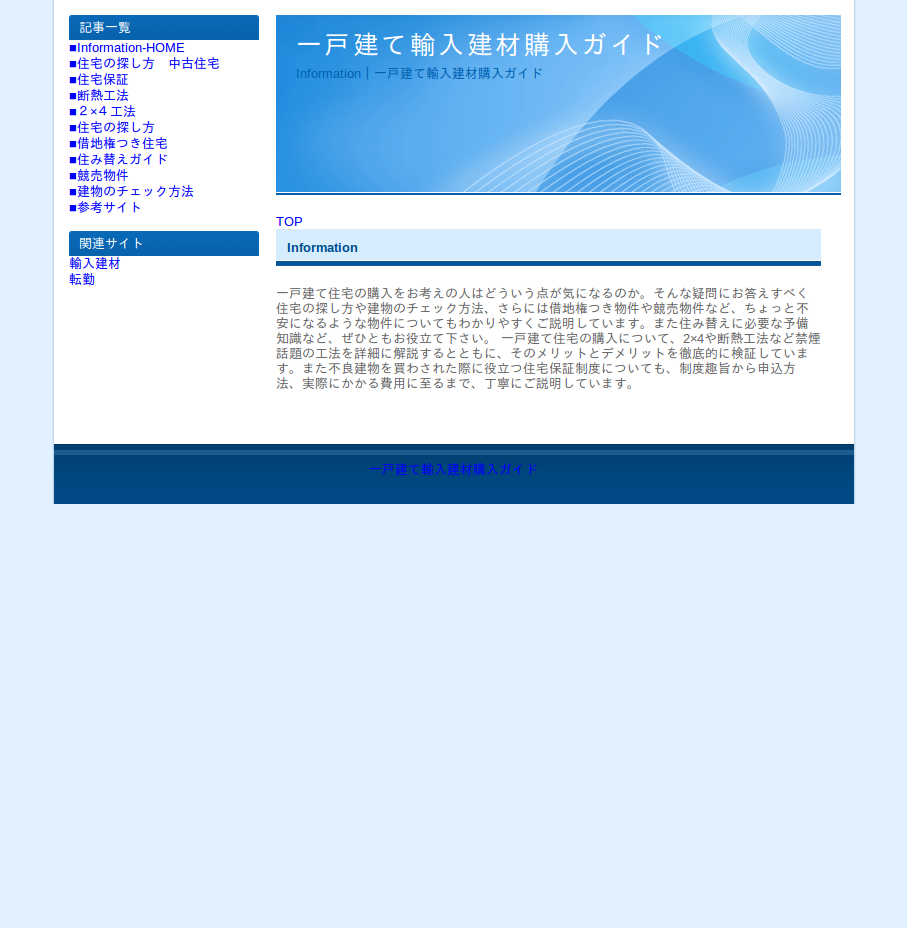 記事一覧
■Information-HOME
■住宅の探し方　中古住宅
■住宅保証
■断熱工法
■２×４工法
■住宅の探し方
■借地権つき住宅
■住み替えガイド
■競売物件
■建物のチェック方法
■参考サイト
関連サイト
輸入建材
転勤
一戸建て輸入建材購入ガイド
Information｜一戸建て輸入建材購入ガイド
TOP
Information
一戸建て住宅の購入をお考えの人はどういう点が気になるのか。そんな疑問にお答えすべく
住宅の探し方や建物のチェック方法、さらには借地権つき物件や競売物件など、ちょっと不
安になるような物件についてもわかりやすくご説明しています。また住み替えに必要な予備
知識など、ぜひともお役立て下さい。 一戸建て住宅の購入について、2×4や断熱工法など禁煙
話題の工法を詳細に解説するとともに、そのメリットとデメリットを徹底的に検証していま
す。また不良建物を買わされた際に役立つ住宅保証制度についても、制度趣旨から申込方
法、実際にかかる費用に至るまで、丁寧にご説明しています。
一戸建て輸入建材購入ガイド